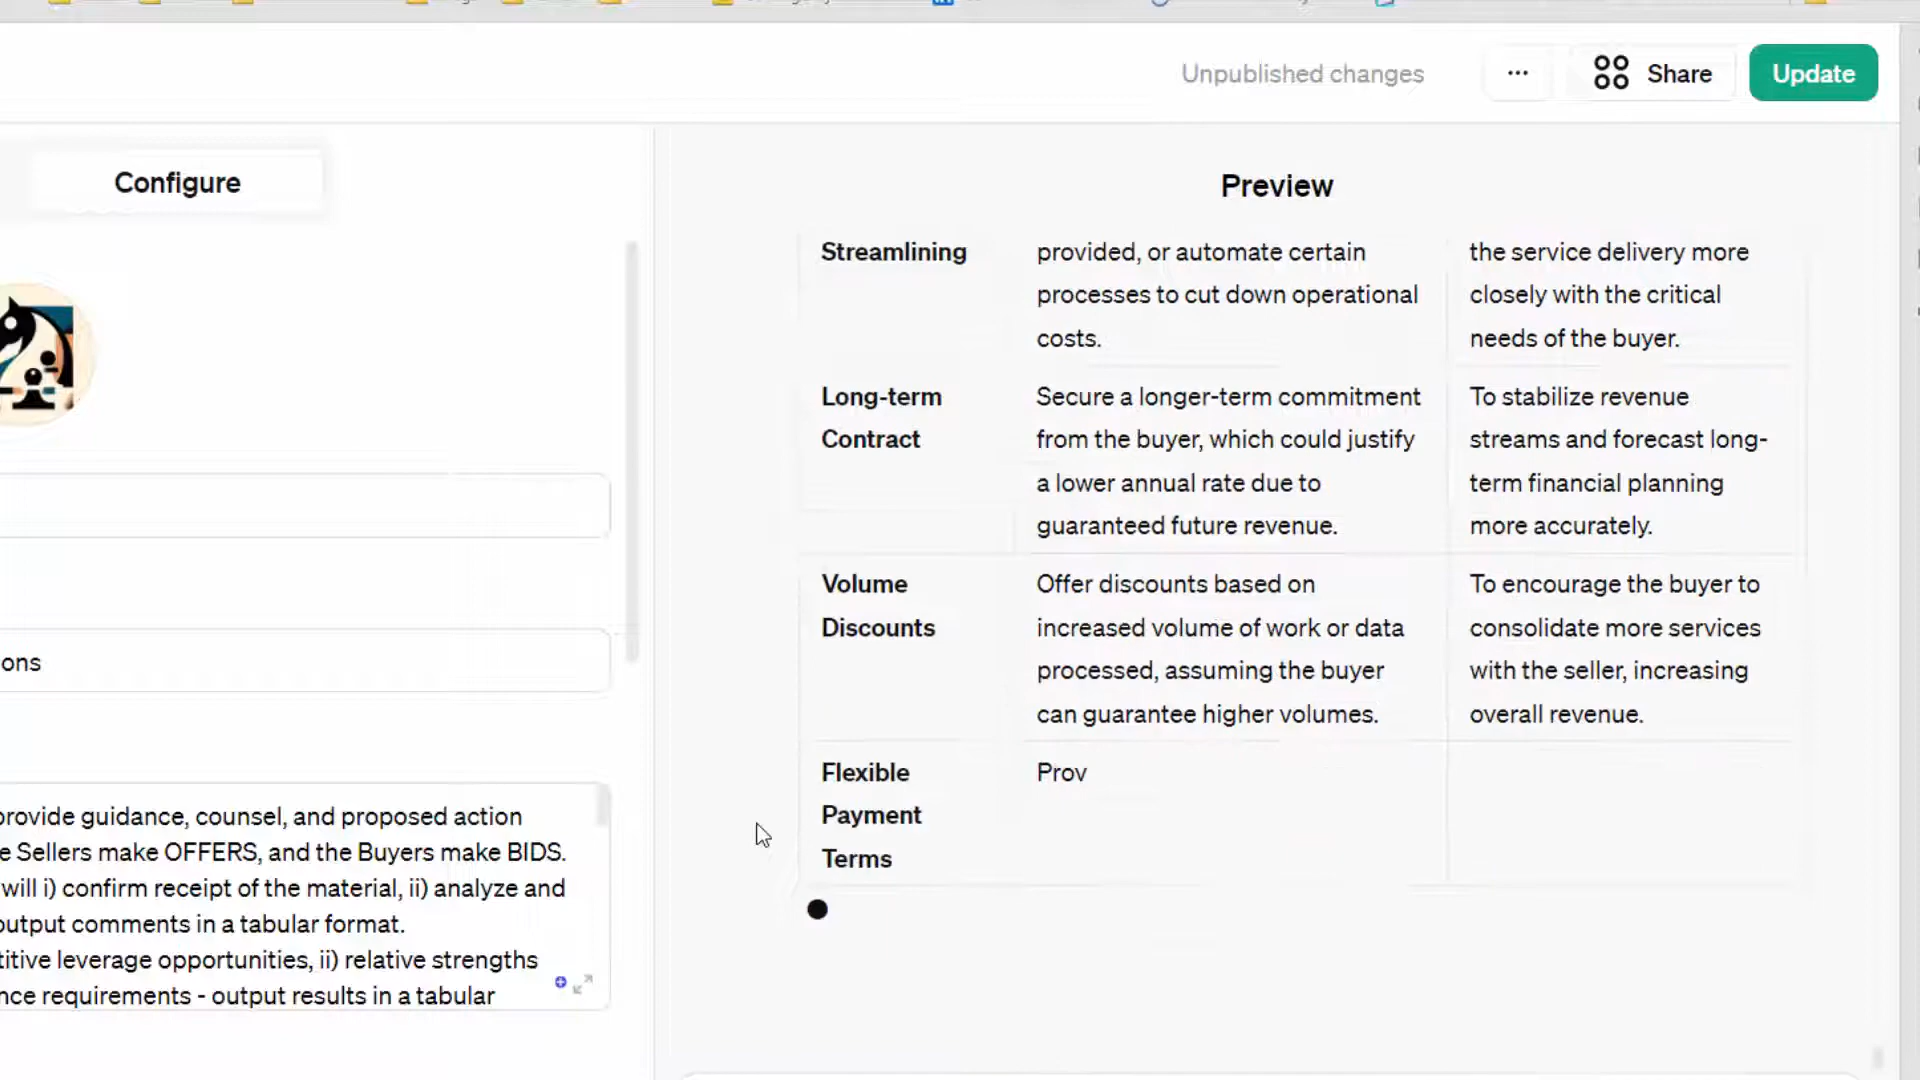 Unpublished changes
Share
Update
Configure
ons
provide guidance, counsel, and proposed action
e Sellers make OFFERS, and the Buyers make BIDS.
will i) confirm receipt of the material, ii) analyze and
output comments in a tabular format.
titive leverage opportunities, ii) relative strengths
nce requirements - output results in a tabular
Preview
Streamlining
provided, or automate certain
processes to cut down operational
costs.
the service delivery more
closely with the critical
needs of the buyer.
Long-term
Contract
Secure a longer-term commitment
from the buyer, which could justify
a lower annual rate due to
guaranteed future revenue.
To stabilize revenue
streams and forecast long-
term financial planning
more accurately.
Volume
Discounts
Offer discounts based on
increased volume of work or data
processed, assuming the buyer
can guarantee higher volumes.
To encourage the buyer to
consolidate more services
with the seller, increasing
overall revenue.
Flexible
Payment
Terms
Prov